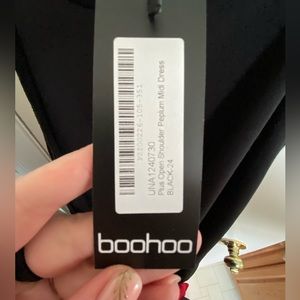 UNA1240730
Plus Open Shoulder Peplum Midi Dress
BLACK-24
boohoo